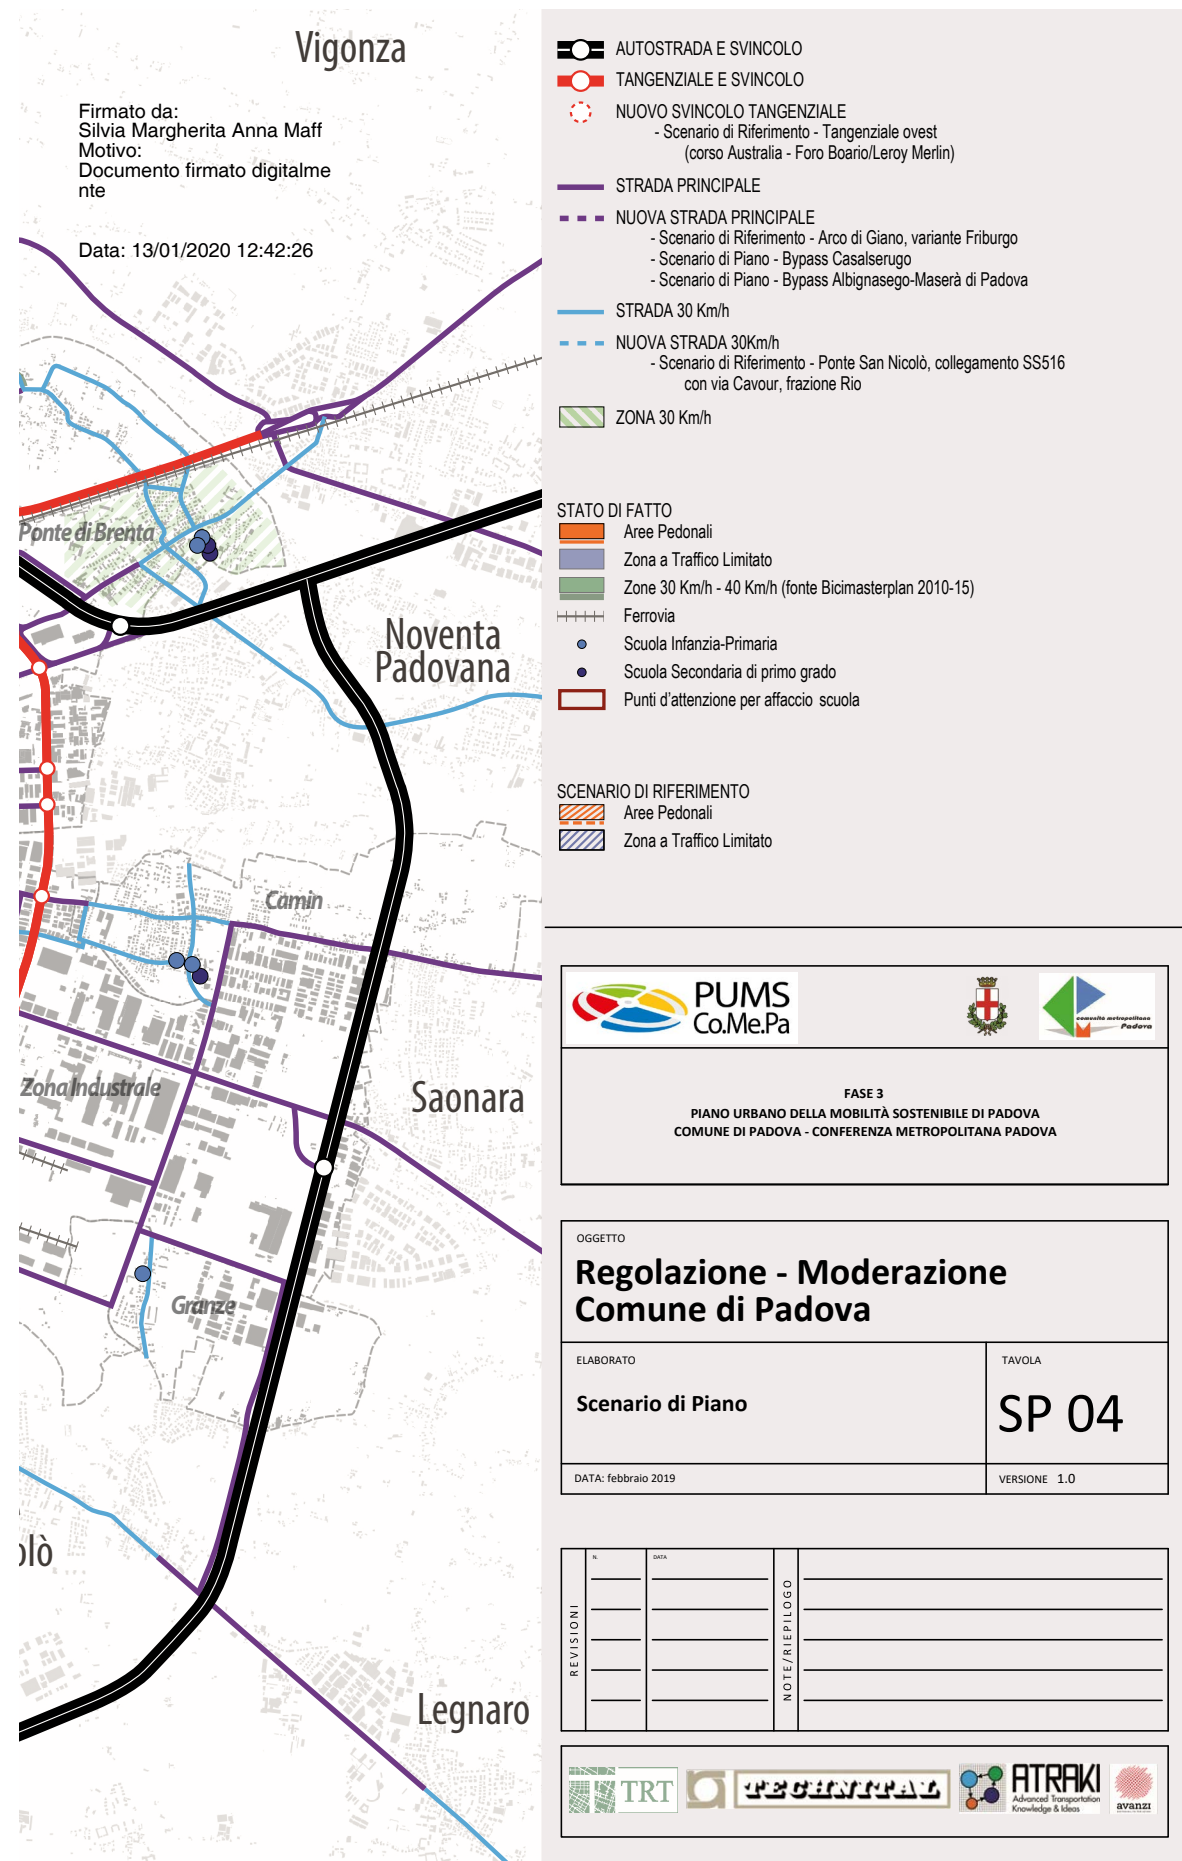 Vigonza
Firmato da:
Silvia Margherita Anna Maff
Motivo:
Documento firmato digitalme
nte
Data: 13/01/2020 12:42:26
Ponte di Brenta
Noventa
Padovana
Camin
Zona Industrale
Saonara
Granze
olò
Legnaro
AUTOSTRADA E SVINCOLO
TANGENZIALE E SVINCOLO
NUOVO SVINCOLO TANGENZIALE
- Scenario di Riferimento - Tangenziale ovest
(corso Australia - Foro Boario/Leroy Merlin)
STRADA PRINCIPALE
NUOVA STRADA PRINCIPALE
- Scenario di Riferimento - Arco di Giano, variante Friburgo
- Scenario di Piano - Bypass Casalserugo
- Scenario di Piano - Bypass Albignasego-Maserà di Padova
STRADA 30 Km/h
NUOVA STRADA 30Km/h
- Scenario di Riferimento - Ponte San Nicolò, collegamento SS516
con via Cavour, frazione Rio
ZONA 30 Km/h
STATO DI FATTO
Aree Pedonali
Zona a Traffico Limitato
Zone 30 Km/h - 40 Km/h (fonte Bicimasterplan 2010-15)
Ferrovia
Scuola Infanzia-Primaria
Scuola Secondaria di primo grado
Punti d'attenzione per affaccio scuola
SCENARIO DI RIFERIMENTO
Aree Pedonali
Zona a Traffico Limitato
PUMS
Co.Me.Pa
comunità metropolitana
Padova
FASE 3
PIANO URBANO DELLA MOBILITÀ SOSTENIBILE DI PADOVA
COMUNE DI PADOVA - CONFERENZA METROPOLITANA PADOVA
OGGETTO
Regolazione - Moderazione
Comune di Padova
ELABORATO
Scenario di Piano
TAVOLA
SP 04
DATA: febbraio 2019
VERSIONE 1.0
REVISIONI
N.
DATA
NOTE/RIEPILOGO
TRT
TECHNITAL
ATRAKI
Advanced Transportation
Knowledge & Ideas
avanzi